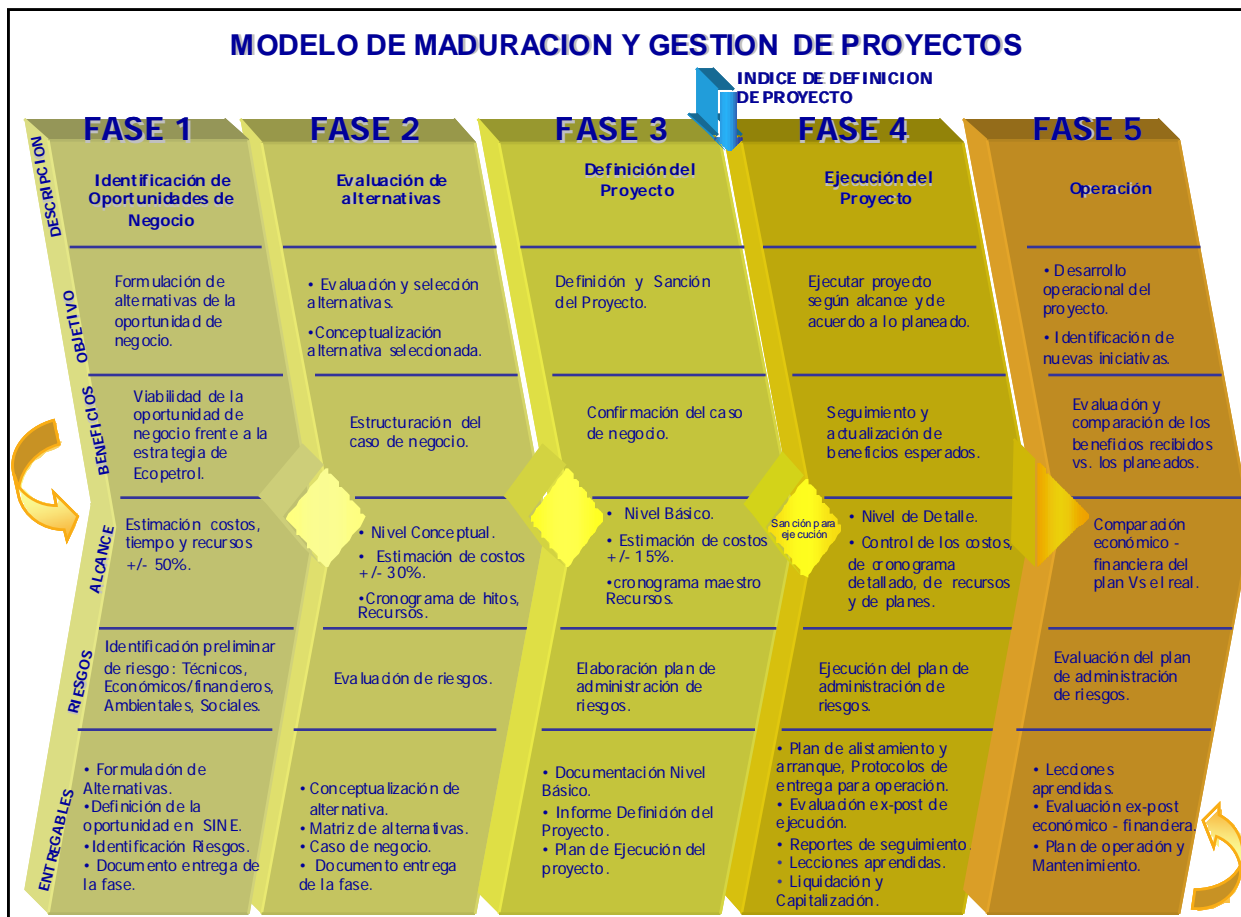 MODELO DE MADURACION Y GESTION DE PROYECTOS
INDICE DE DEFINICION
DE PROYECTO
FASE 1
FASE 2
FASE 3
FASE 4
FASE 5
DESCRIPCION
Identificación de
Oportunidades de
Negocio
Evaluación de
alternativas
Definición del
Proyecto
Ejecución del
Proyecto
Operación
OBJETIVO
Formulación de
alternativas de la
oportunidad de
negocio.
• Evaluación y selección
alternativas.
•Conceptualización
alternativa seleccionada.
Definición y Sanción
del Proyecto.
Ejecutar proyecto
según alcance y de
acuerdo a lo planeado.
• Desarrollo
operacional del
proyecto.
• Identificación de
nuevas iniciativas.
BENEFICIOS
Viabilidad de la
oportunidad de
negocio frente a la
estrategia de
Ecopetrol.
Estructuración del
caso de negocio.
Confirmación del caso
de negocio.
Seguimiento y
actualización de
beneficios esperados.
Evaluación y
comparación de los
beneficios recibidos
vs. los planeados.
ALCANCE
Estimación costos,
tiempo y recursos
+/- 50%.
• Nivel Conceptual.
• Estimación de costos
+/- 30%.
•Cronograma de hitos,
Recursos.
• Nivel Básico.
• Estimación de costos
+/- 15%.
•cronograma maestro
Recursos.
Sanción para
ejecución
• Nivel de Detalle.
• Control de los costos,
de cronograma
detallado, de recursos
y de planes.
Comparación
económico -
financiera del
plan Vs el real.
RIESGOS
Identificación preliminar
de riesgo: Técnicos,
Económicos/financieros,
Ambientales, Sociales.
Evaluación de riesgos.
Elaboración plan de
administración de
riesgos.
Ejecución del plan de
administración de
riesgos.
Evaluación del plan
de administración
de riesgos.
ENTREGABLES
• Formulación de
Alternativas.
•Definición de la
oportunidad en SINE.
•Identificación Riesgos.
• Documento entrega de
la fase.
• Conceptualización de
alternativa.
• Matriz de alternativas.
• Caso de negocio.
• Documento entrega
de la fase.
• Documentación Nivel
Básico.
• Informe Definición del
Proyecto.
• Plan de Ejecución del
proyecto.
• Plan de alistamiento y
arranque, Protocolos de
entrega para operación.
• Evaluación ex-post de
ejecución.
• Reportes de seguimiento.
• Lecciones aprendidas.
• Liquidación y
Capitalización.
• Lecciones
aprendidas.
• Evaluación ex-post
económico - financiera.
• Plan de operación y
Mantenimiento.